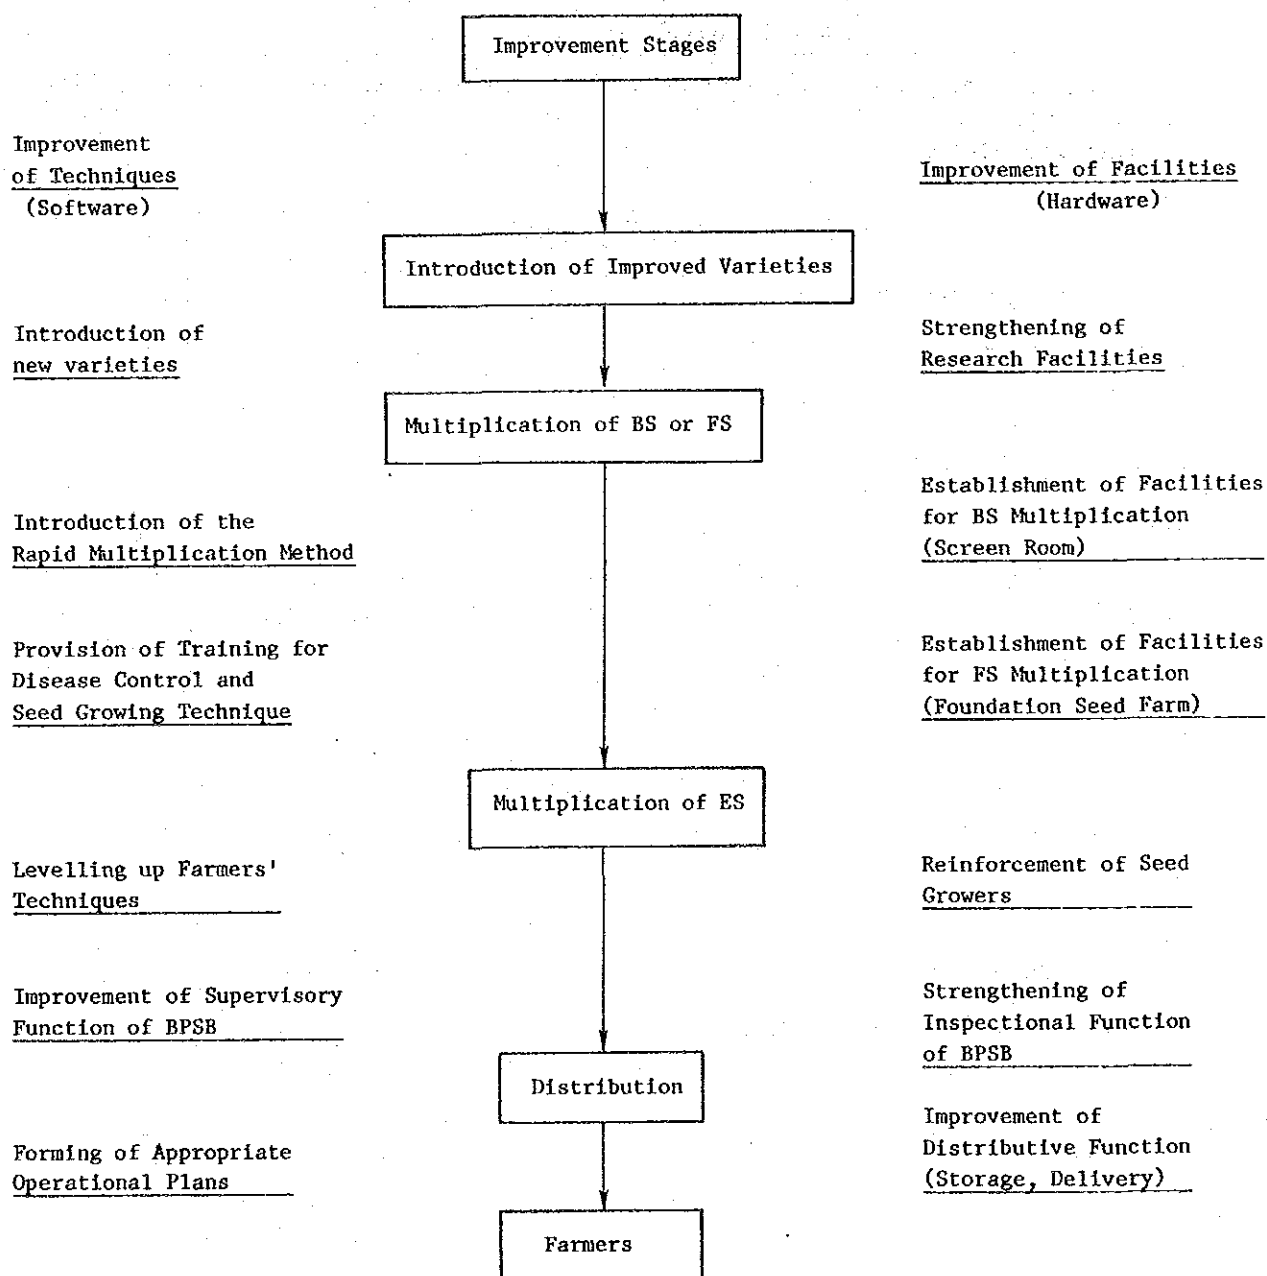 Improvement Stages
Improvement
of Techniques
(Software)
Improvement of Facilities
(Hardware)
Introduction of Improved Varieties
Introduction of
new varieties
Strengthening of
Research Facilities
Multiplication of BS or FS
Introduction of the
Rapid Multiplication Method
Establishment of Facilities
for BS Multiplication
(Screen Room)
Provision of Training for
Disease Control and
Seed Growing Technique
Establishment of Facilities
for FS Multiplication
(Foundation Seed Farm)
Multiplication of ES
Levelling up Farmers'
Techniques
Reinforcement of Seed
Growers
Improvement of Supervisory
Function of BPSB
Strengthening of
Inspectional Function
of BPSB
Distribution
Forming of Appropriate
Operational Plans
Improvement of
Distributive Function
(Storage, Delivery)
Farmers